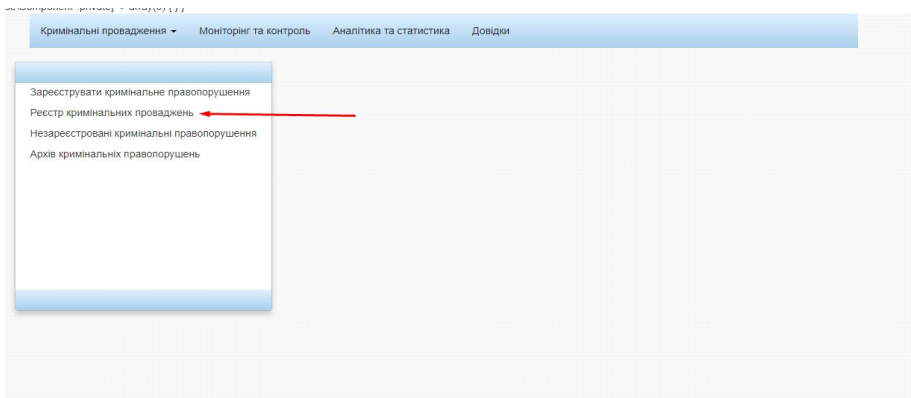 Кримінальні провадження Моніторінг та контроль Аналітика та статистика Довідки
Зареєструвати кримінальне правопорушення
Реєстр кримінальних проваджень
Незареєстровані кримінальні правопорушення
Архів кримінальніх правопорушень